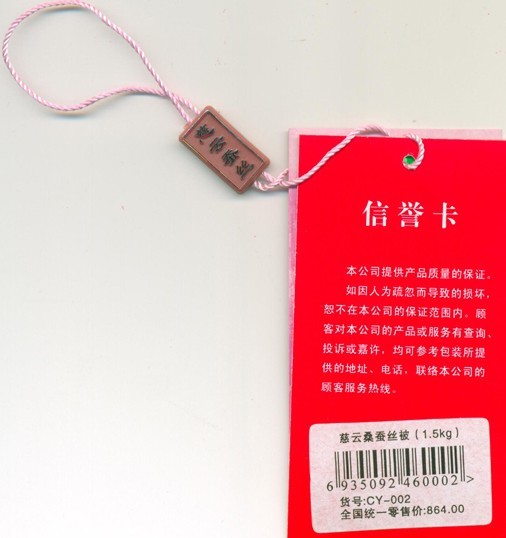 慈云蚕丝
信誉卡
本公司提供产品质量的保证。
如因人为疏忽而导致的损坏，
恕不在本公司的保证范围内。顾
客对本公司的产品或服务有查询、
投诉或嘉许，均可参考包装所提
供的地址、电话，联络本公司的
顾客服务热线。
慈云桑蚕丝被（1.5kg）
6 935092 460002 >
货号:CY-002
全国统一零售价:864.00